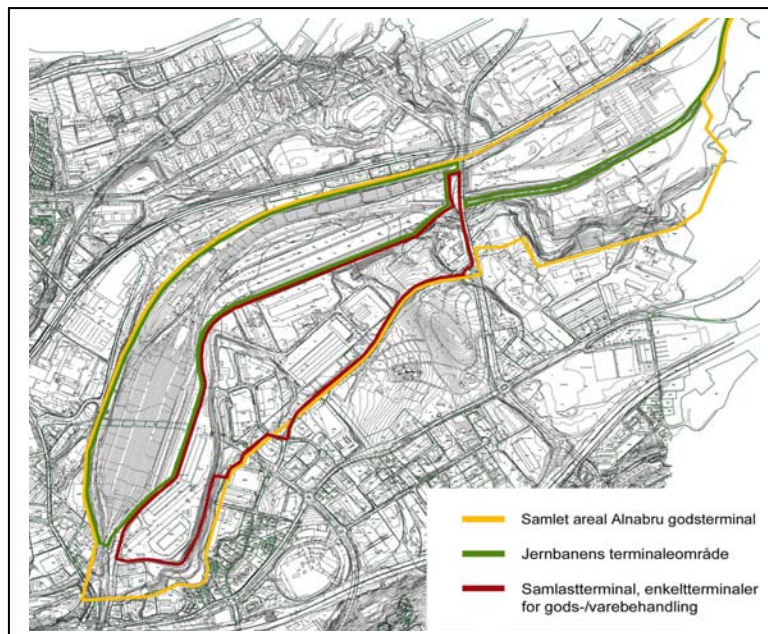 Samlet areal Alnabru godsterminal
Jernbanens terminaleområde
Samlastterminal, enkeltterminaler
for gods-/varebehandling